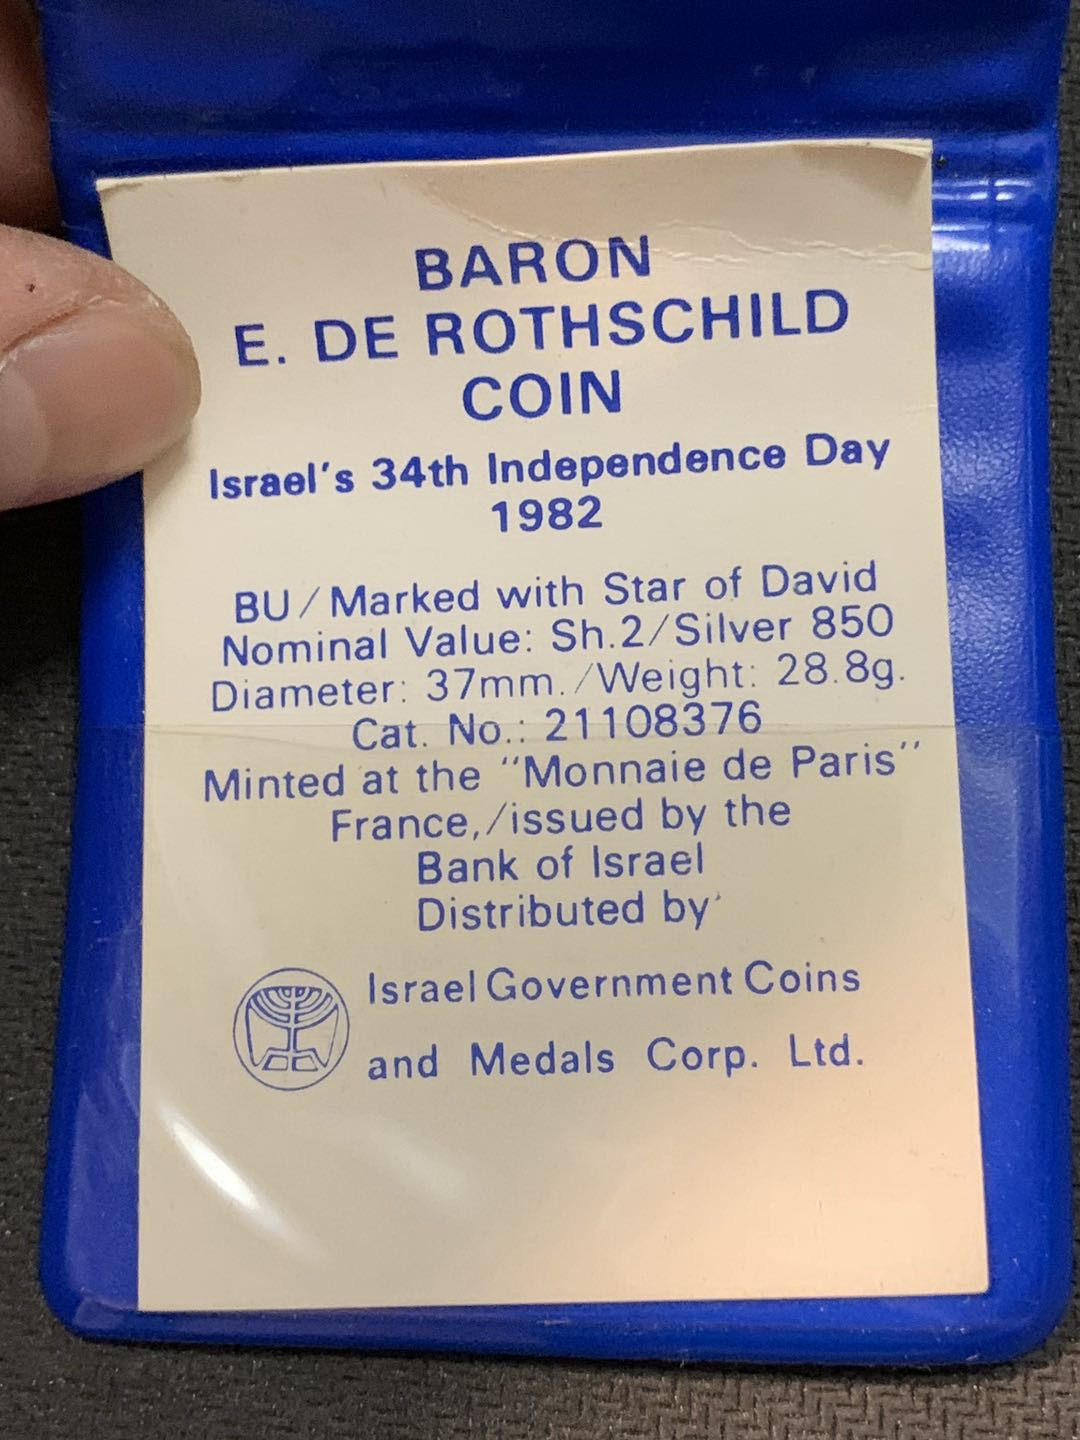 BARON
E. DE ROTHSCHILD
COIN
Israel's 34th Independence Day
1982
BU/Marked with Star of David
Nominal Value: Sh.2/Silver 850
Diameter: 37mm./Weight: 28.8g.
Cat. No.: 21108376
Minted at the "Monnaie de Paris"
France,/issued by the
Bank of Israel
Distributed by
Israel Government Coins
and Medals Corp. Ltd.